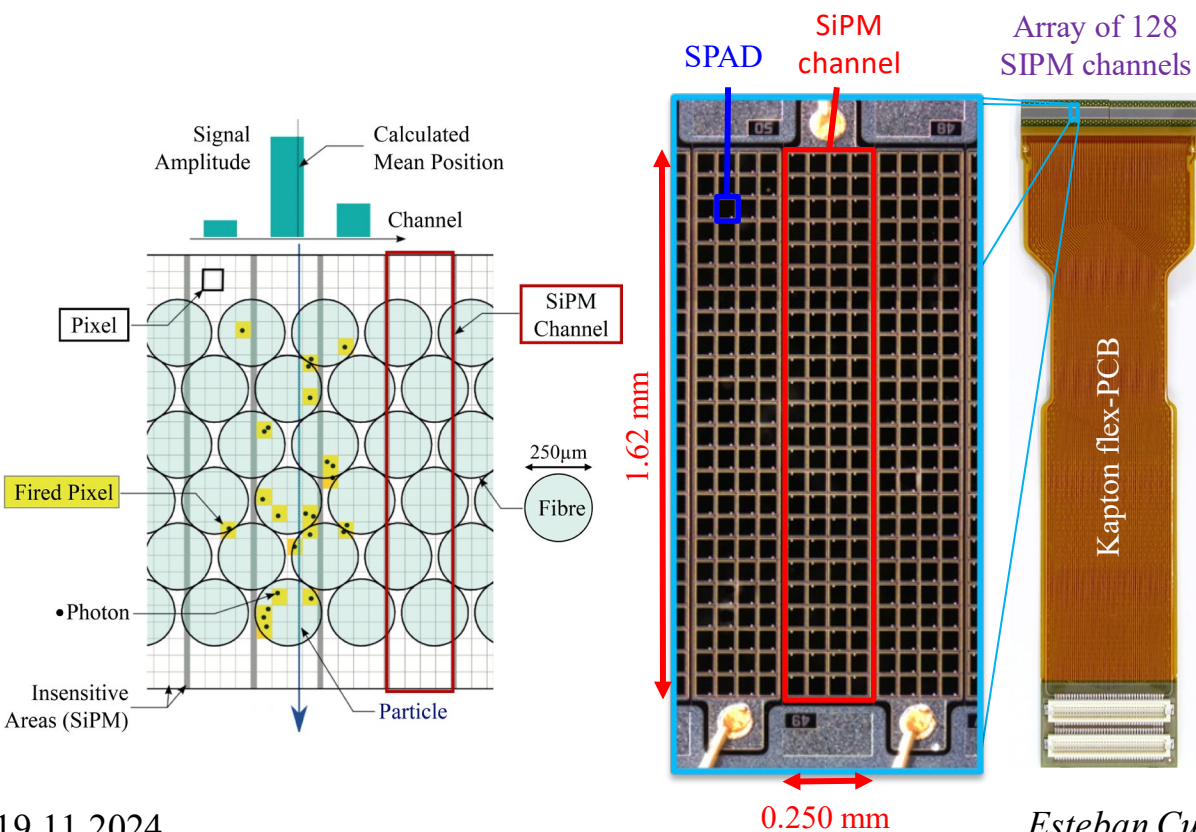 Signal
Amplitude
Calculated
Mean Position
Channel
Pixel
SiPM
Channel
Fired Pixel
250µm
Fibre
•Photon
Insensitive
Areas (SiPM)
Particle
SPAD
SiPM
channel
Array of 128
SIPM channels
50
48
1.62 mm
49
0.250 mm
Kapton flex-PCB
19.11.2024
Esteban Cu